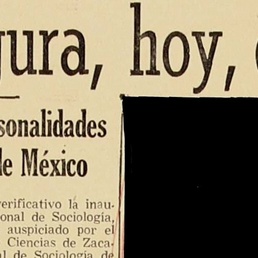 gura, hoy,
sonalidades
de México
verificativo la inau-
onal de Sociología,
auspiciado por el
Ciencias de Zaca-
al de Sociología de